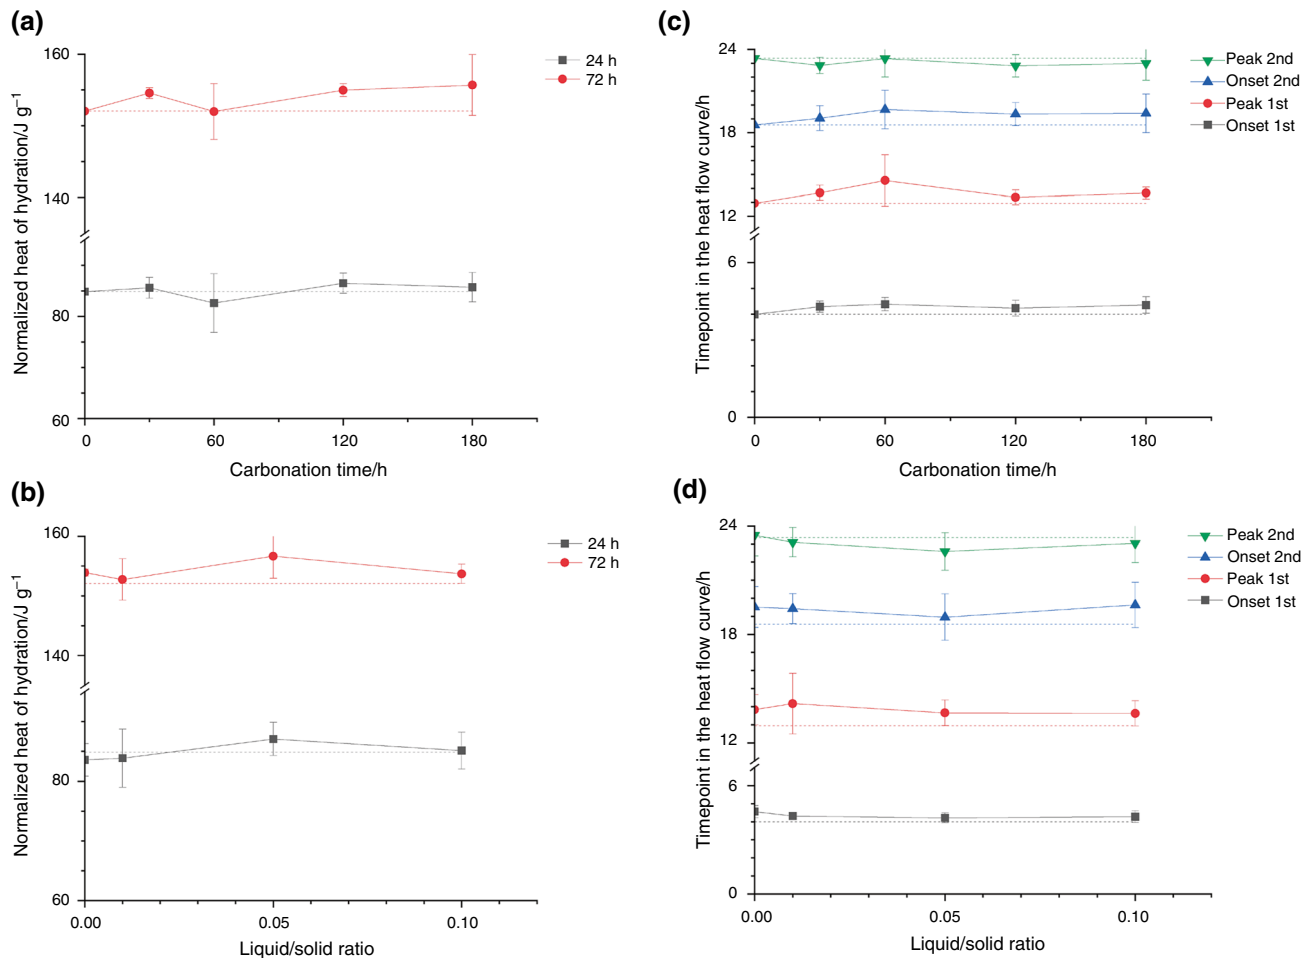 (a)
160
140
80
60
0
60
120
180
Normalized heat of hydration/J g⁻¹
Carbonation time/h
24 h
72 h
(c)
24
18
12
6
0
0
60
120
180
Timepoint in the heat flow curve/h
Carbonation time/h
Peak 2nd
Onset 2nd
Peak 1st
Onset 1st
(b)
160
140
80
60
0.00
0.05
0.10
Normalized heat of hydration/J g⁻¹
Liquid/solid ratio
24 h
72 h
(d)
24
18
12
6
0
0.00
0.05
0.10
Timepoint in the heat flow curve/h
Liquid/solid ratio
Peak 2nd
Onset 2nd
Peak 1st
Onset 1st